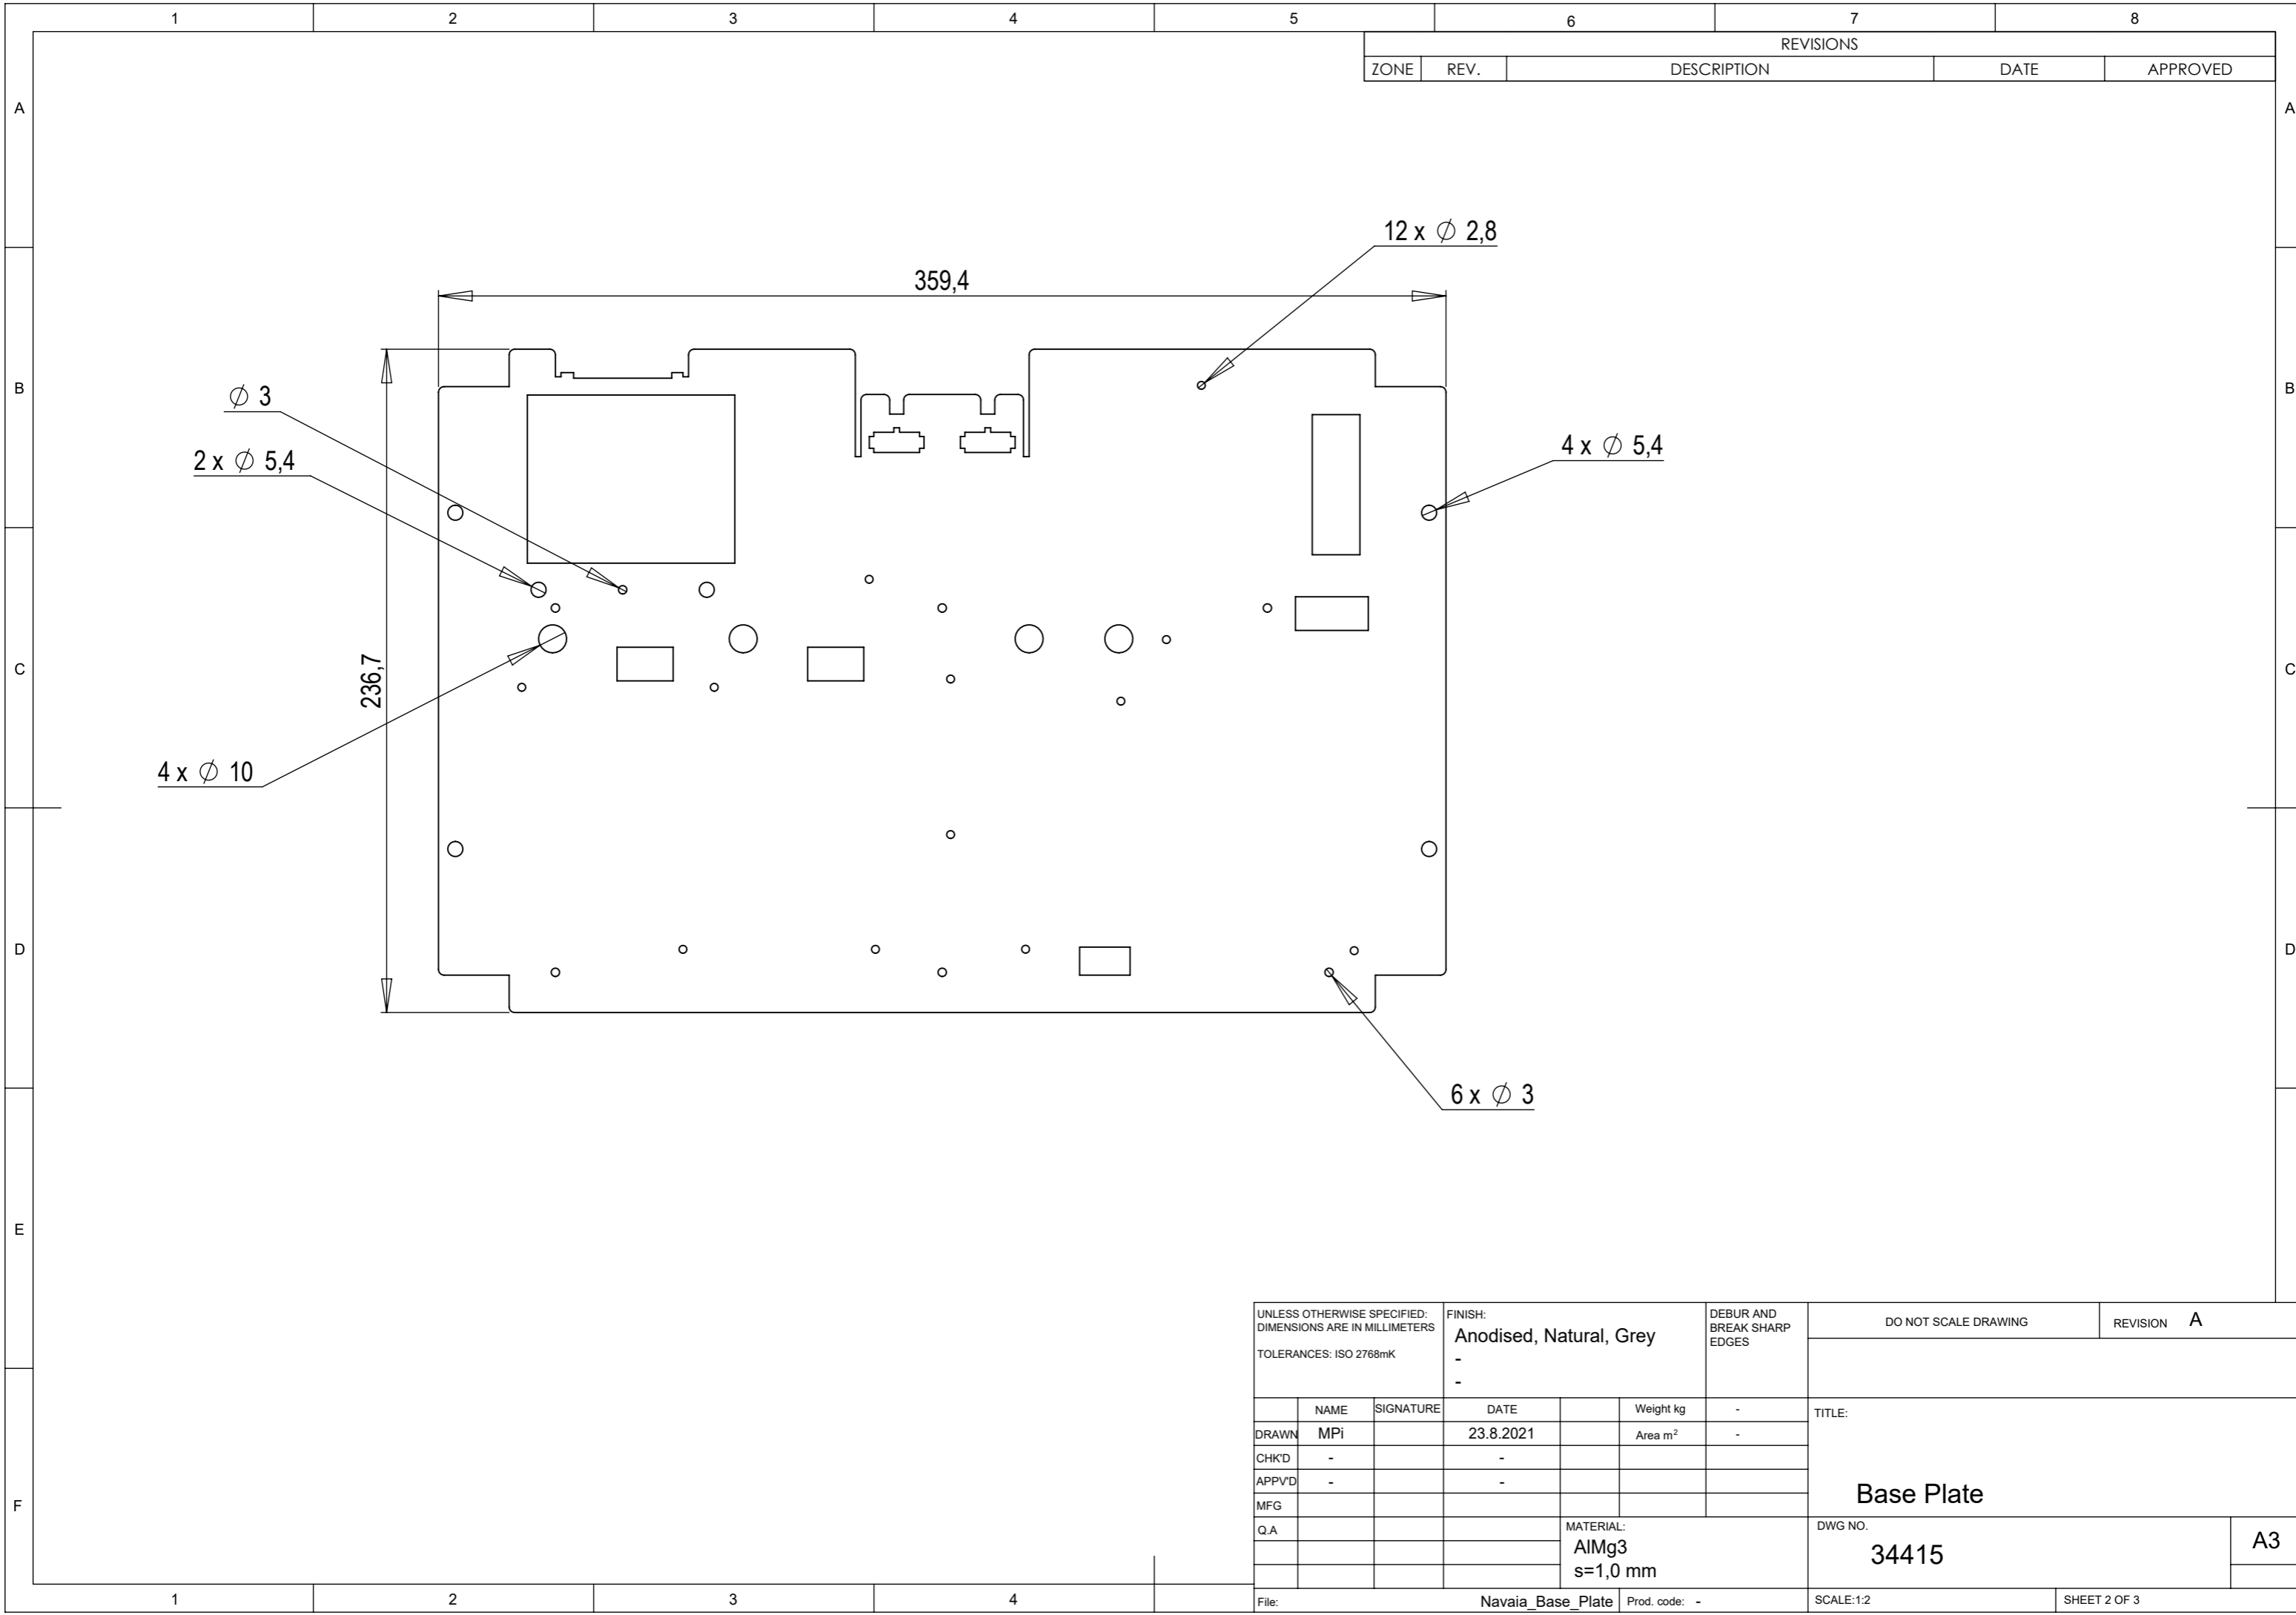 1 2 3 4 5 6 7 8
REVISIONS
ZONE REV. DESCRIPTION DATE APPROVED
A A
12 x ∅ 2,8
359,4
B B
∅ 3
4 x ∅ 5,4
2 x ∅ 5,4
236,7
C C
4 x ∅ 10
D D
6 x ∅ 3
E
UNLESS OTHERWISE SPECIFIED:
DIMENSIONS ARE IN MILLIMETERS
TOLERANCES: ISO 2768mK
FINISH:
Anodised, Natural, Grey
-
-
DEBUR AND
BREAK SHARP
EDGES
DO NOT SCALE DRAWING
REVISION A
NAME SIGNATURE DATE Weight kg -
DRAWN MPi 23.8.2021 Area m² -
CHK'D - -
APPV'D - -
MFG
Q.A
TITLE:
Base Plate
F
MATERIAL:
AlMg3
s=1,0 mm
DWG NO.
34415
A3
File: Navaia_Base_Plate Prod. code: -
SCALE:1:2
SHEET 2 OF 3
1 2 3 4